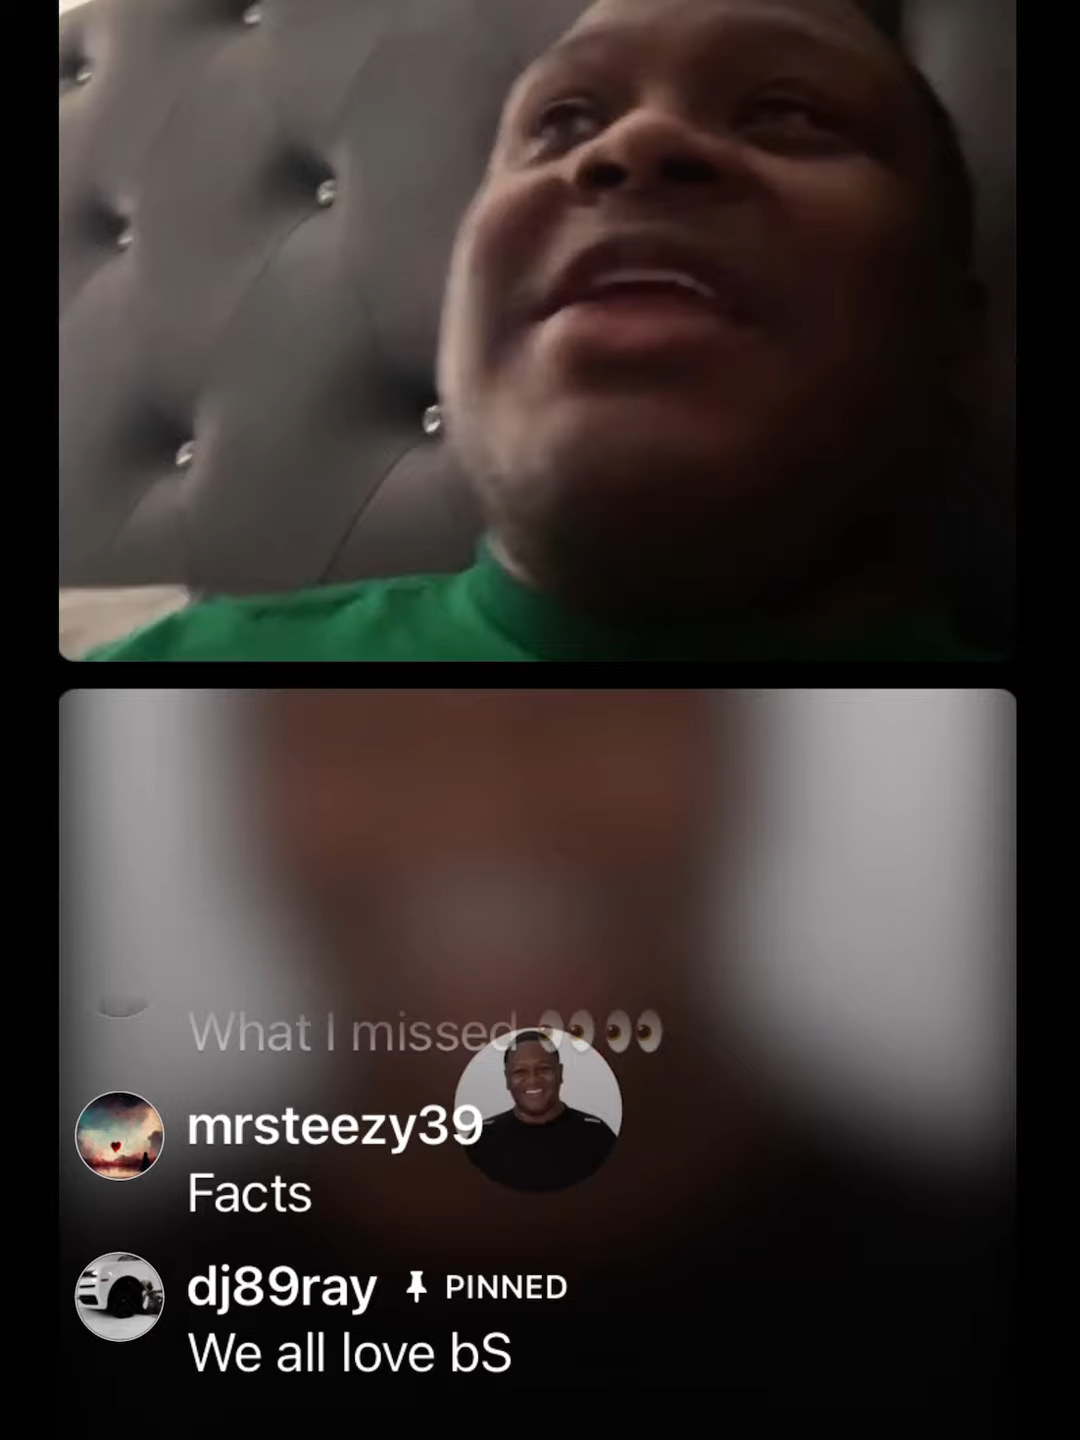 What I missed 👀👀
mrsteezy39
Facts
dj89ray 📌 PINNED
We all love bS